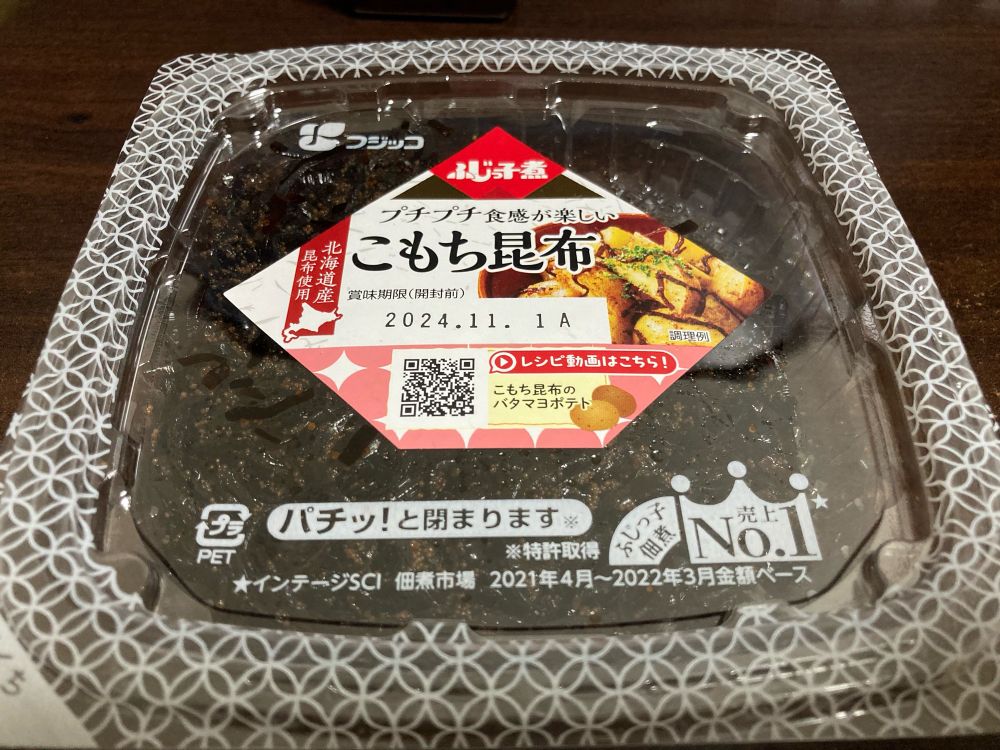 フジッコ
ふじっ子煮
プチプチ食感が楽しい
こもち昆布
北海道産
昆布使用
賞味期限(開封前)
2024.11. 1 A
調理例
レシピ動画はこちら!
こもち昆布の
バタマヨポテト
プラ
PET
パチッ!と閉まります※
※特許取得
ふじっ子
佃煮
売上
No.1★
★インテージSCI 佃煮市場 2021年4月〜2022年3月金額ベース